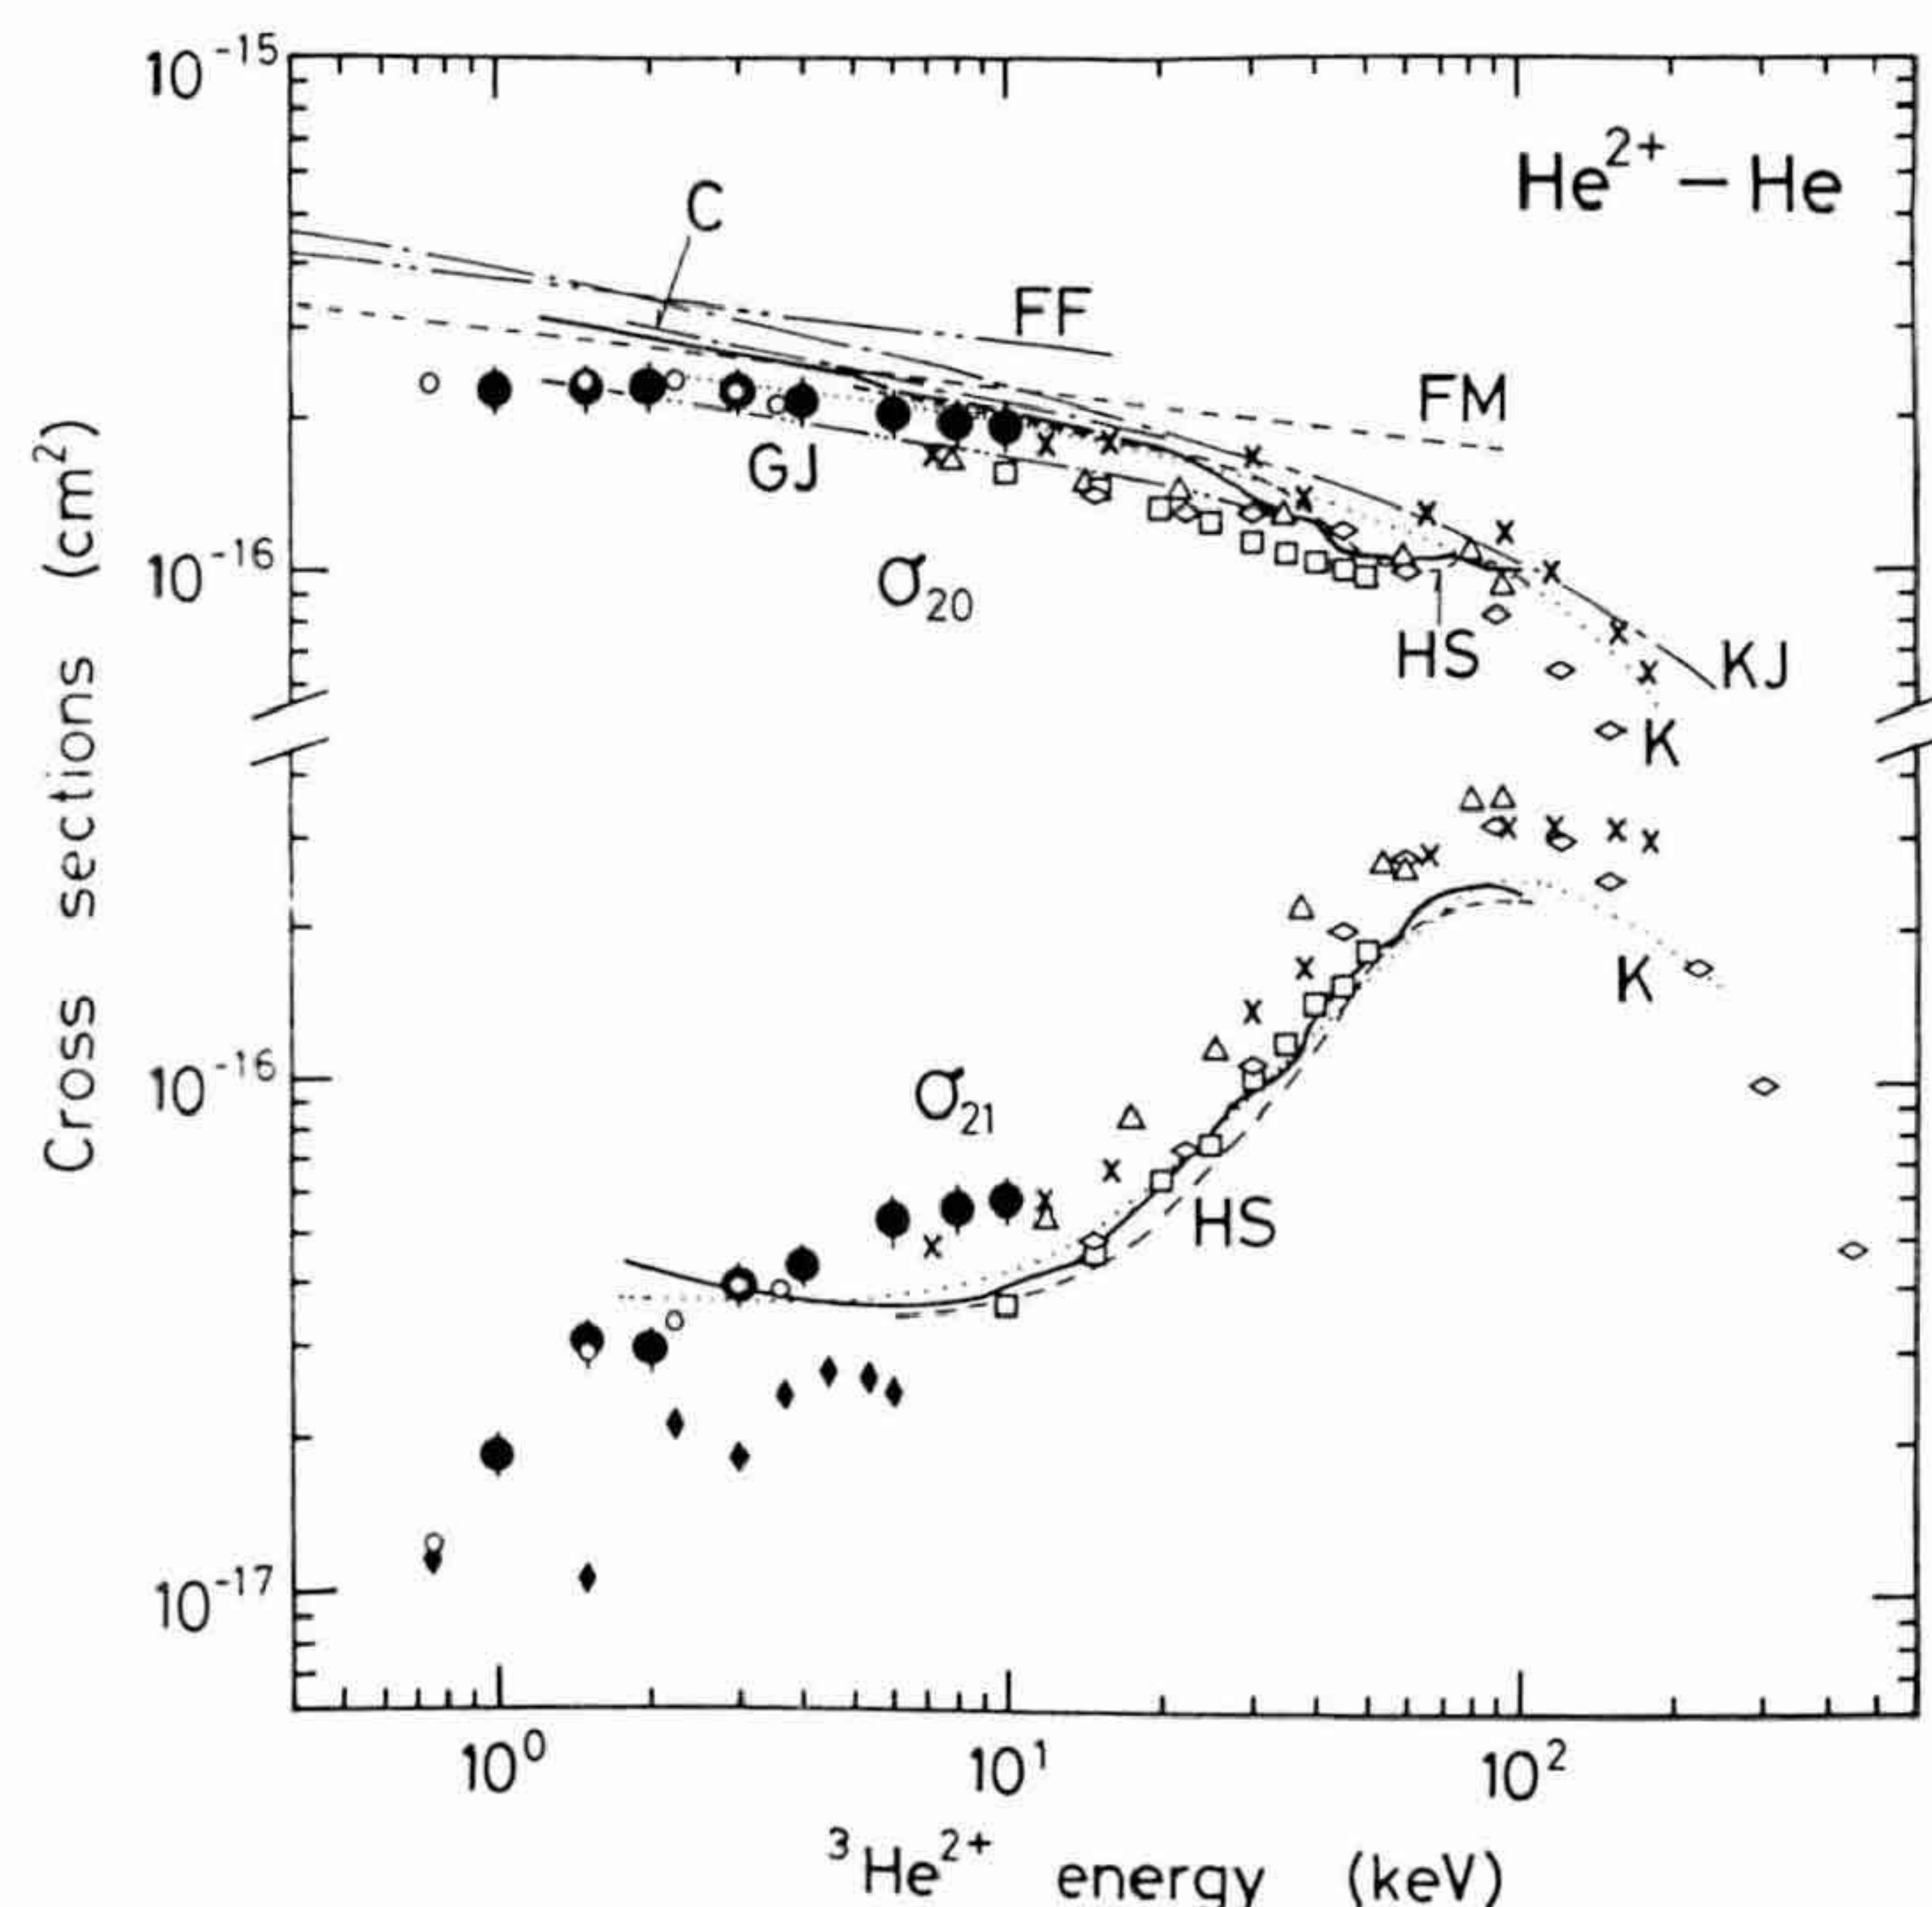 10⁻¹⁵
He²⁺ – He
C
FF
FM
GJ
10⁻¹⁶
σ₂₀
HS
KJ
K
Cross sections (cm²)
K
10⁻¹⁶
σ₂₁
HS
10⁻¹⁷
10⁰ 10¹ 10²
³He²⁺ energy (keV)